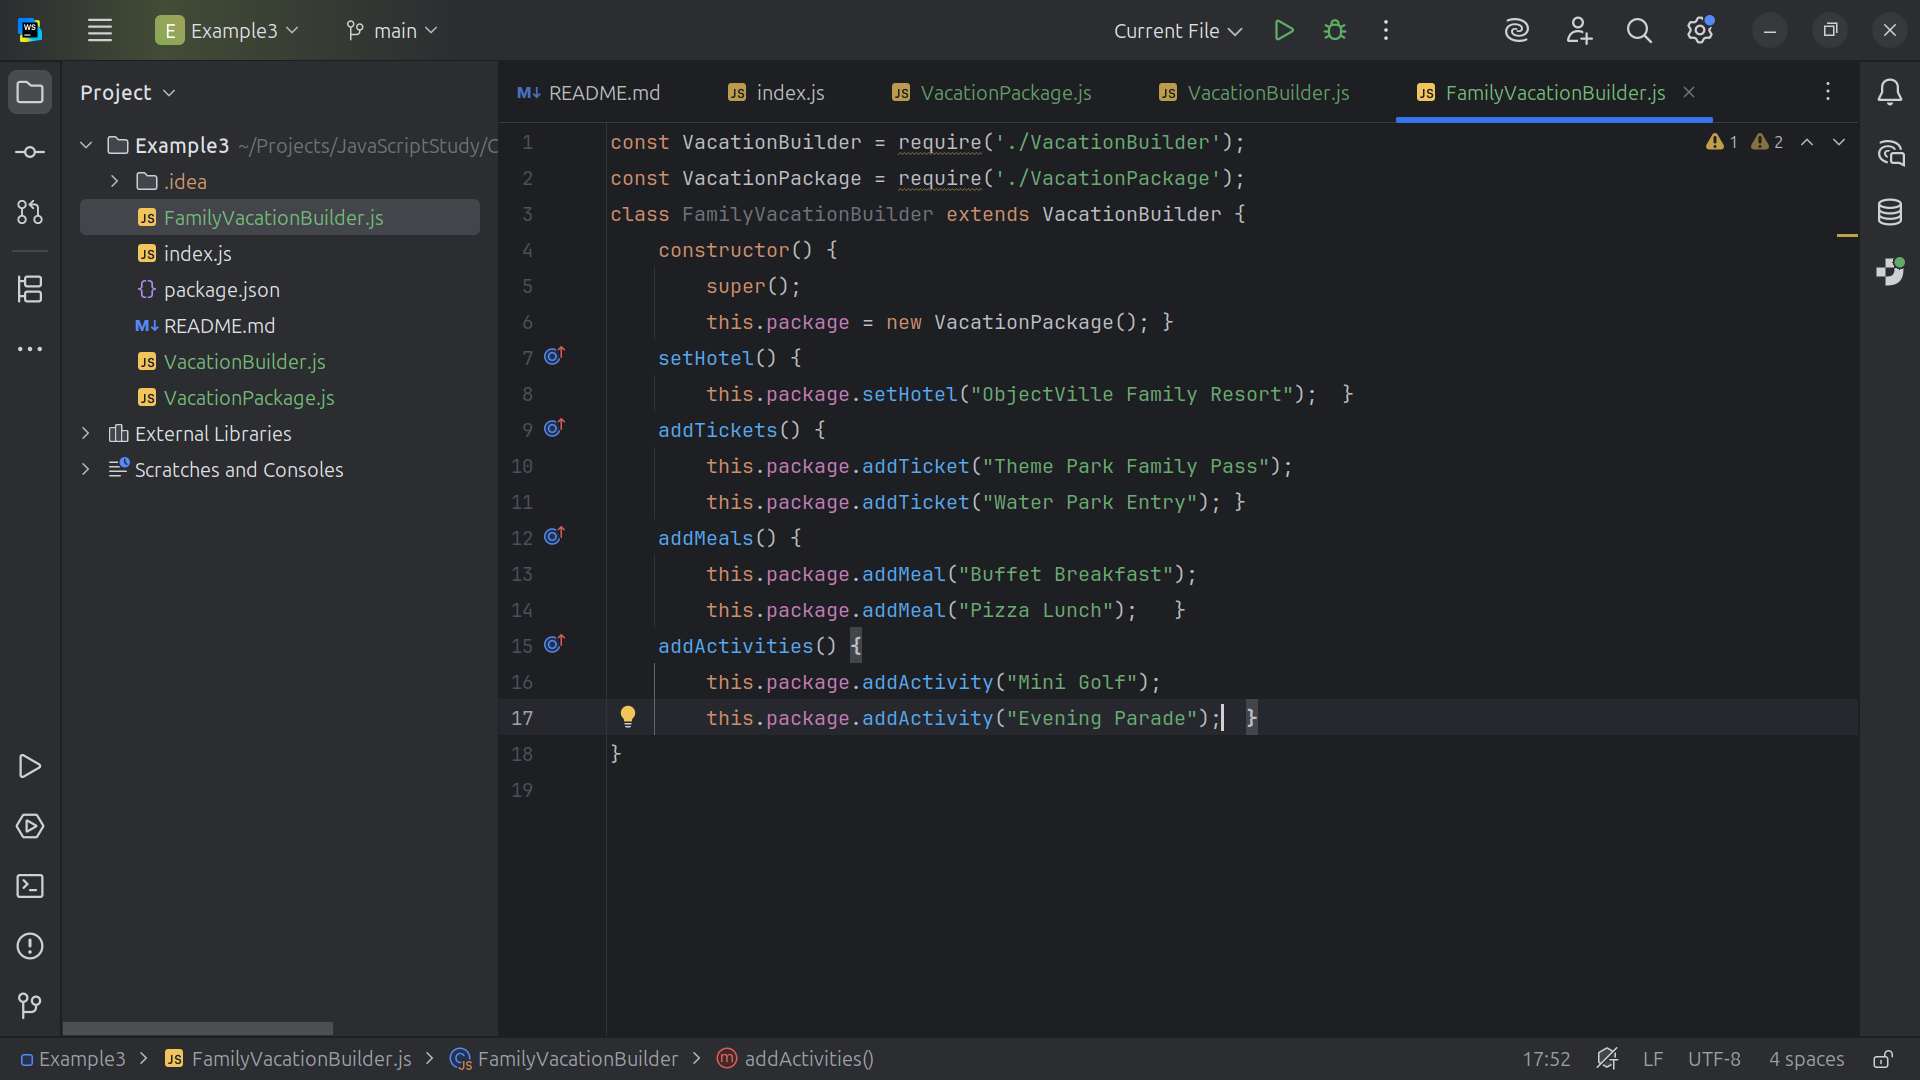 WS
E Example3
main
Current File
Project
README.md
index.js
VacationPackage.js
VacationBuilder.js
FamilyVacationBuilder.js
Example3 ~/Projects/JavaScriptStudy/
.idea
FamilyVacationBuilder.js
index.js
package.json
README.md
VacationBuilder.js
VacationPackage.js
External Libraries
Scratches and Consoles
1 const VacationBuilder = require('./VacationBuilder');
1 2
2 const VacationPackage = require('./VacationPackage');
3 class FamilyVacationBuilder extends VacationBuilder {
4 constructor() {
5 super();
6 this.package = new VacationPackage(); }
7 setHotel() {
8 this.package.setHotel("ObjectVille Family Resort"); }
9 addTickets() {
10 this.package.addTicket("Theme Park Family Pass");
11 this.package.addTicket("Water Park Entry"); }
12 addMeals() {
13 this.package.addMeal("Buffet Breakfast");
14 this.package.addMeal("Pizza Lunch"); }
15 addActivities() {
16 this.package.addActivity("Mini Golf");
17 this.package.addActivity("Evening Parade"); }
18 }
19
Example3 > FamilyVacationBuilder.js > FamilyVacationBuilder > addActivities()
17:52 LF UTF-8 4 spaces